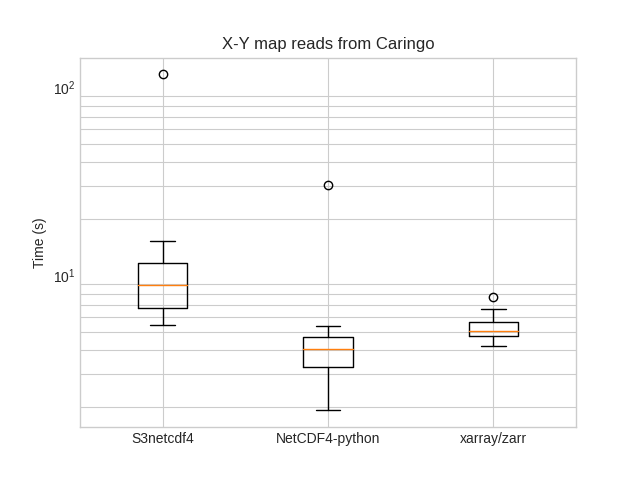 X-Y map reads from Caringo
Time (s)
10²
10¹
S3netcdf4
NetCDF4-python
xarray/zarr